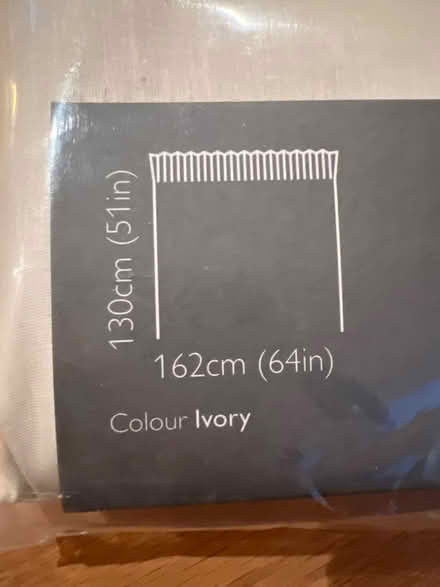 130cm (51in)
162cm (64in)
Colour Ivory